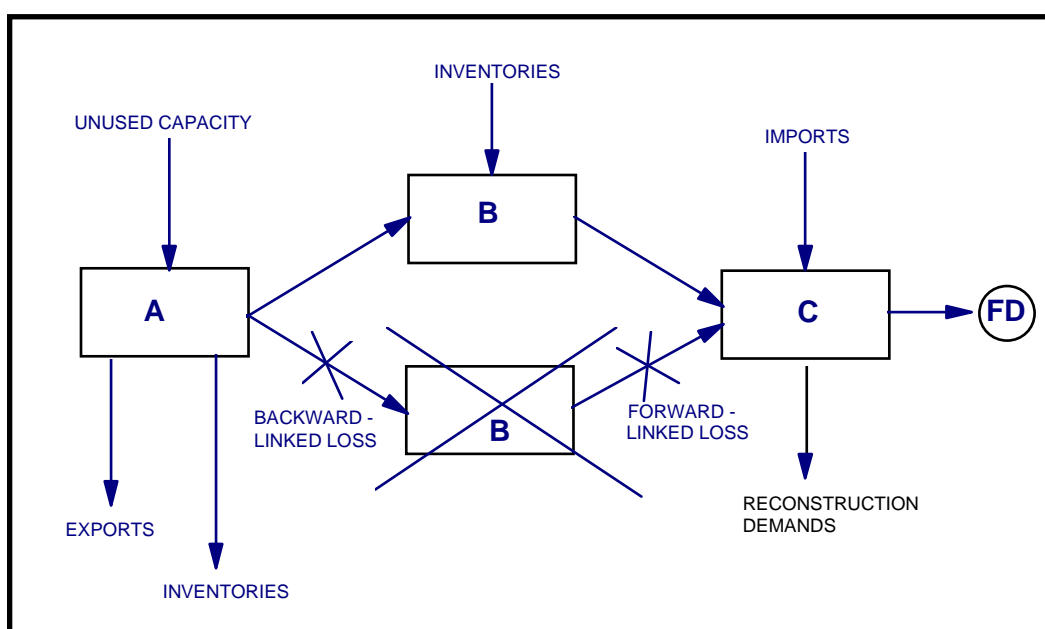 INVENTORIES
UNUSED CAPACITY
IMPORTS
B
A
C
FD
BACKWARD -
LINKED LOSS
B
FORWARD -
LINKED LOSS
RECONSTRUCTION
DEMANDS
EXPORTS
INVENTORIES